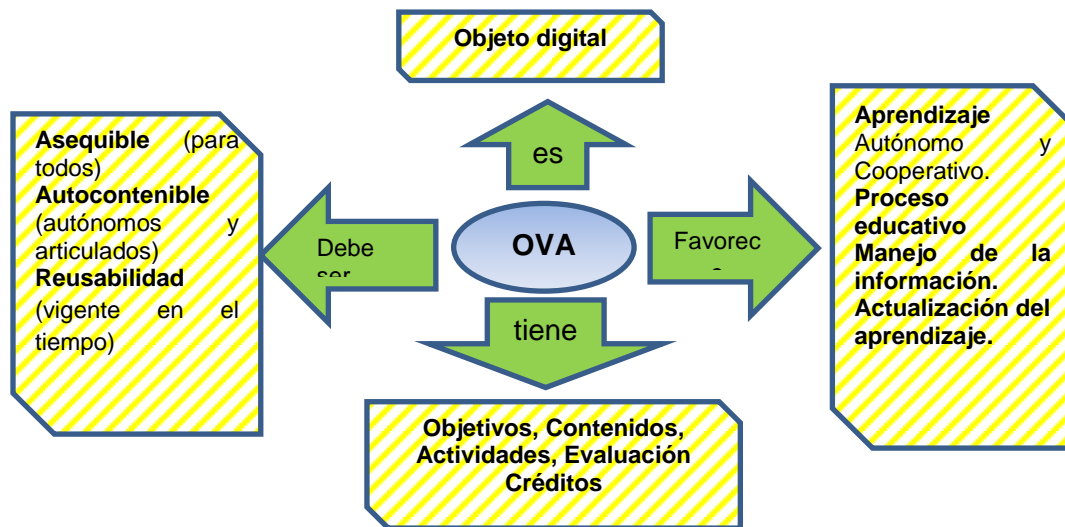 Objeto digital
es
Asequible (para
todos)
Autocontenible
(autónomos y
articulados)
Reusabilidad
(vigente en el
tiempo)
Debe
ser
OVA
Favorec
Aprendizaje
Autónomo y
Cooperativo.
Proceso
educativo
Manejo de la
información.
Actualización del
aprendizaje.
tiene
Objetivos, Contenidos,
Actividades, Evaluación
Créditos